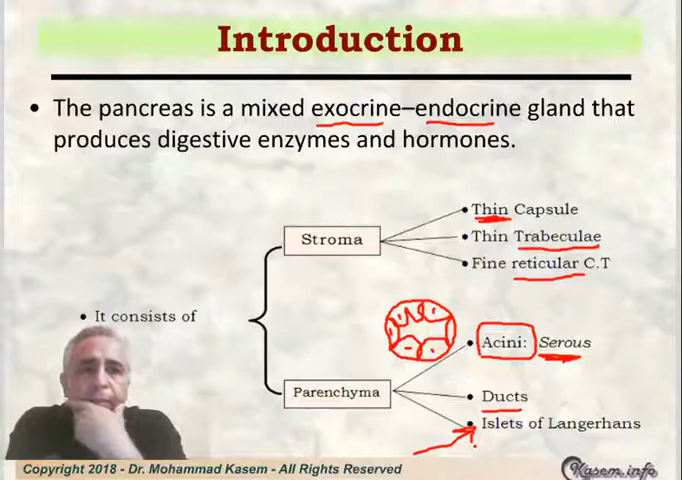 Introduction
• The pancreas is a mixed exocrine–endocrine gland that
produces digestive enzymes and hormones.
• Thin Capsule
Stroma
• Thin Trabeculae
• Fine reticular C.T
• It consists of
• Acini: Serous
Parenchyma
• Ducts
• Islets of Langerhans
Copyright 2018 - Dr. Mohammad Kasem - All Rights Reserved
Kasem.info